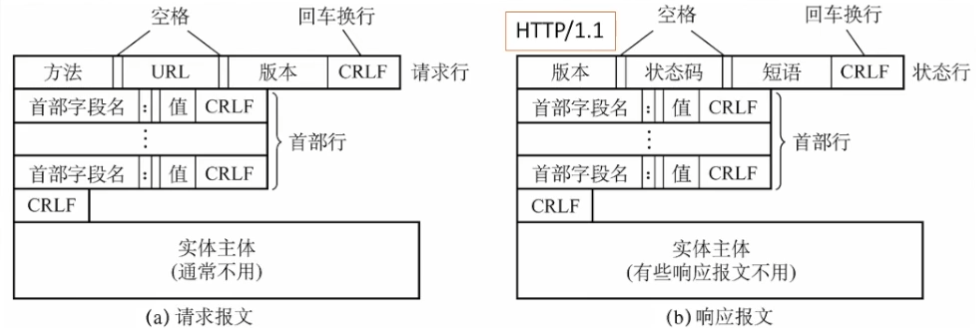 空格 回车换行
方法 URL 版本 CRLF 请求行
首部字段名 : 值 CRLF
⋮
首部字段名 : 值 CRLF
首部行
CRLF
实体主体
(通常不用)
(a) 请求报文
HTTP/1.1
空格 回车换行
版本 状态码 短语 CRLF 状态行
首部字段名 : 值 CRLF
⋮
首部字段名 : 值 CRLF
首部行
CRLF
实体主体
(有些响应报文不用)
(b) 响应报文